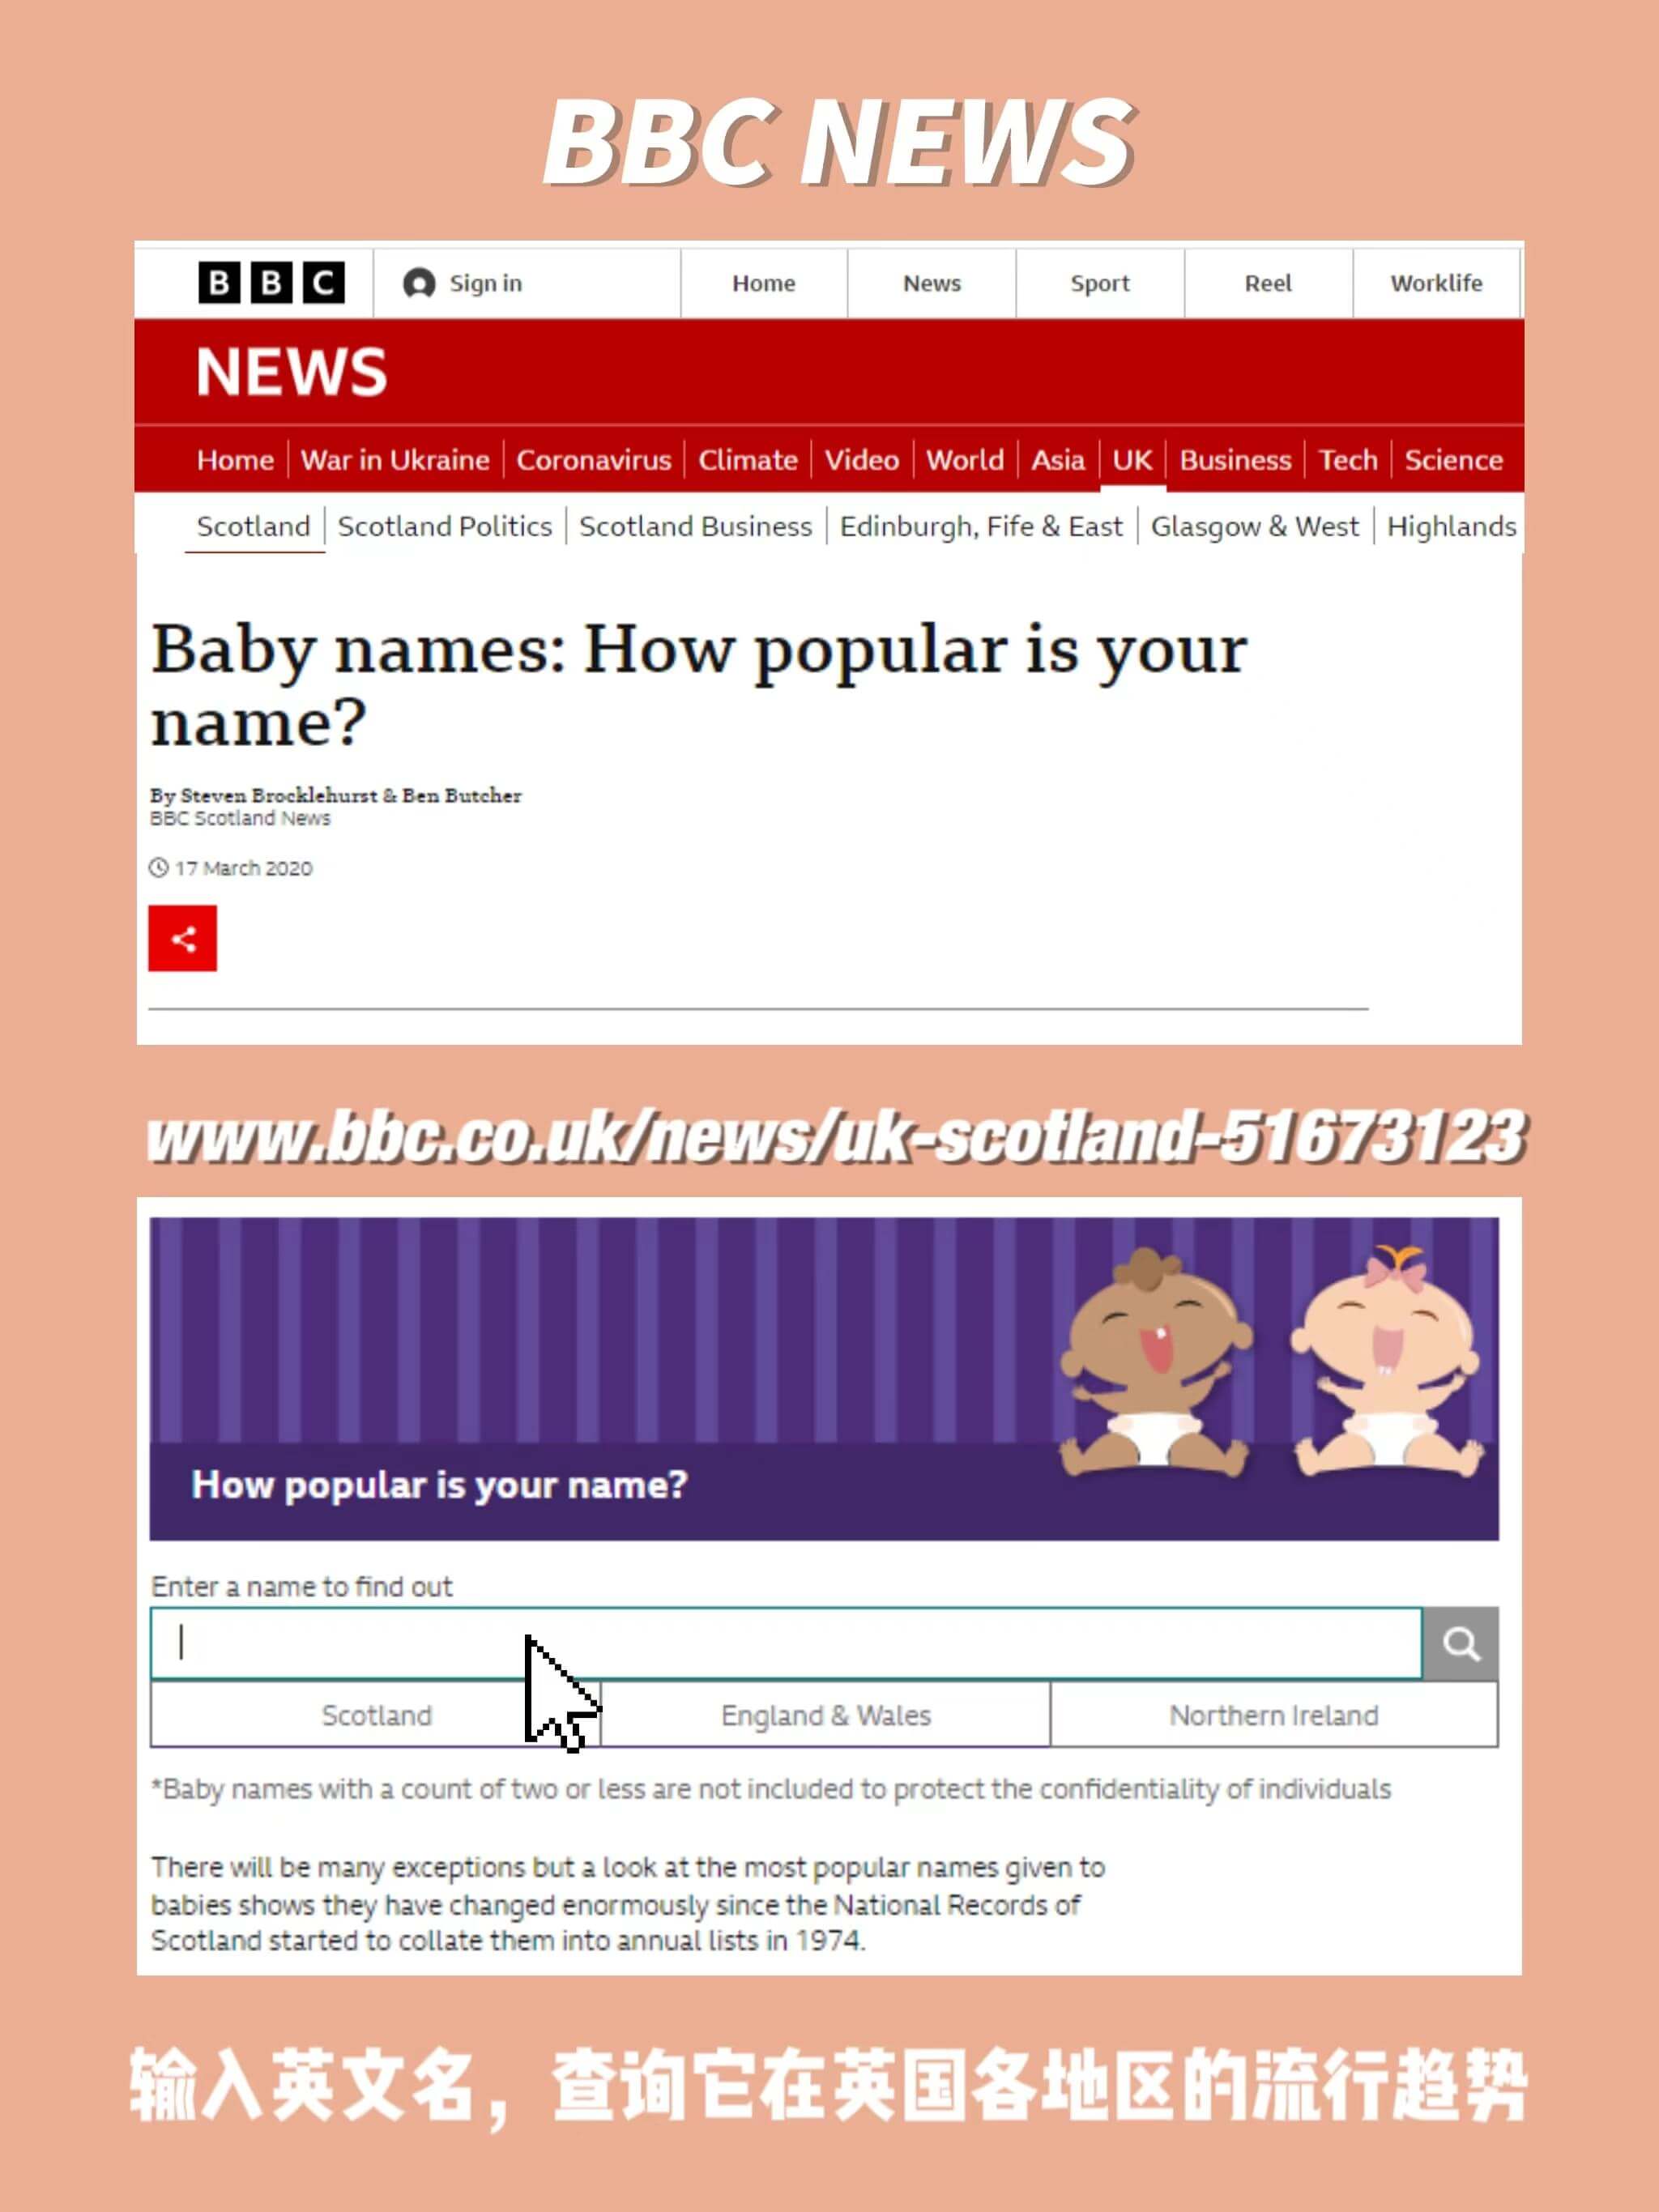 BBC NEWS
BBC Sign in Home News Sport Reel Worklife
NEWS
Home War in Ukraine Coronavirus Climate Video World Asia UK Business Tech Science
Scotland Scotland Politics Scotland Business Edinburgh, Fife & East Glasgow & West Highlands
Baby names: How popular is your
name?
By Steven Brocklehurst & Ben Butcher
BBC Scotland News
17 March 2020
www.bbc.co.uk/news/uk-scotland-51673123
How popular is your name?
Enter a name to find out
Scotland England & Wales Northern Ireland
*Baby names with a count of two or less are not included to protect the confidentiality of individuals
There will be many exceptions but a look at the most popular names given to
babies shows they have changed enormously since the National Records of
Scotland started to collate them into annual lists in 1974.
输入英文名，查询它在英国各地区的流行趋势